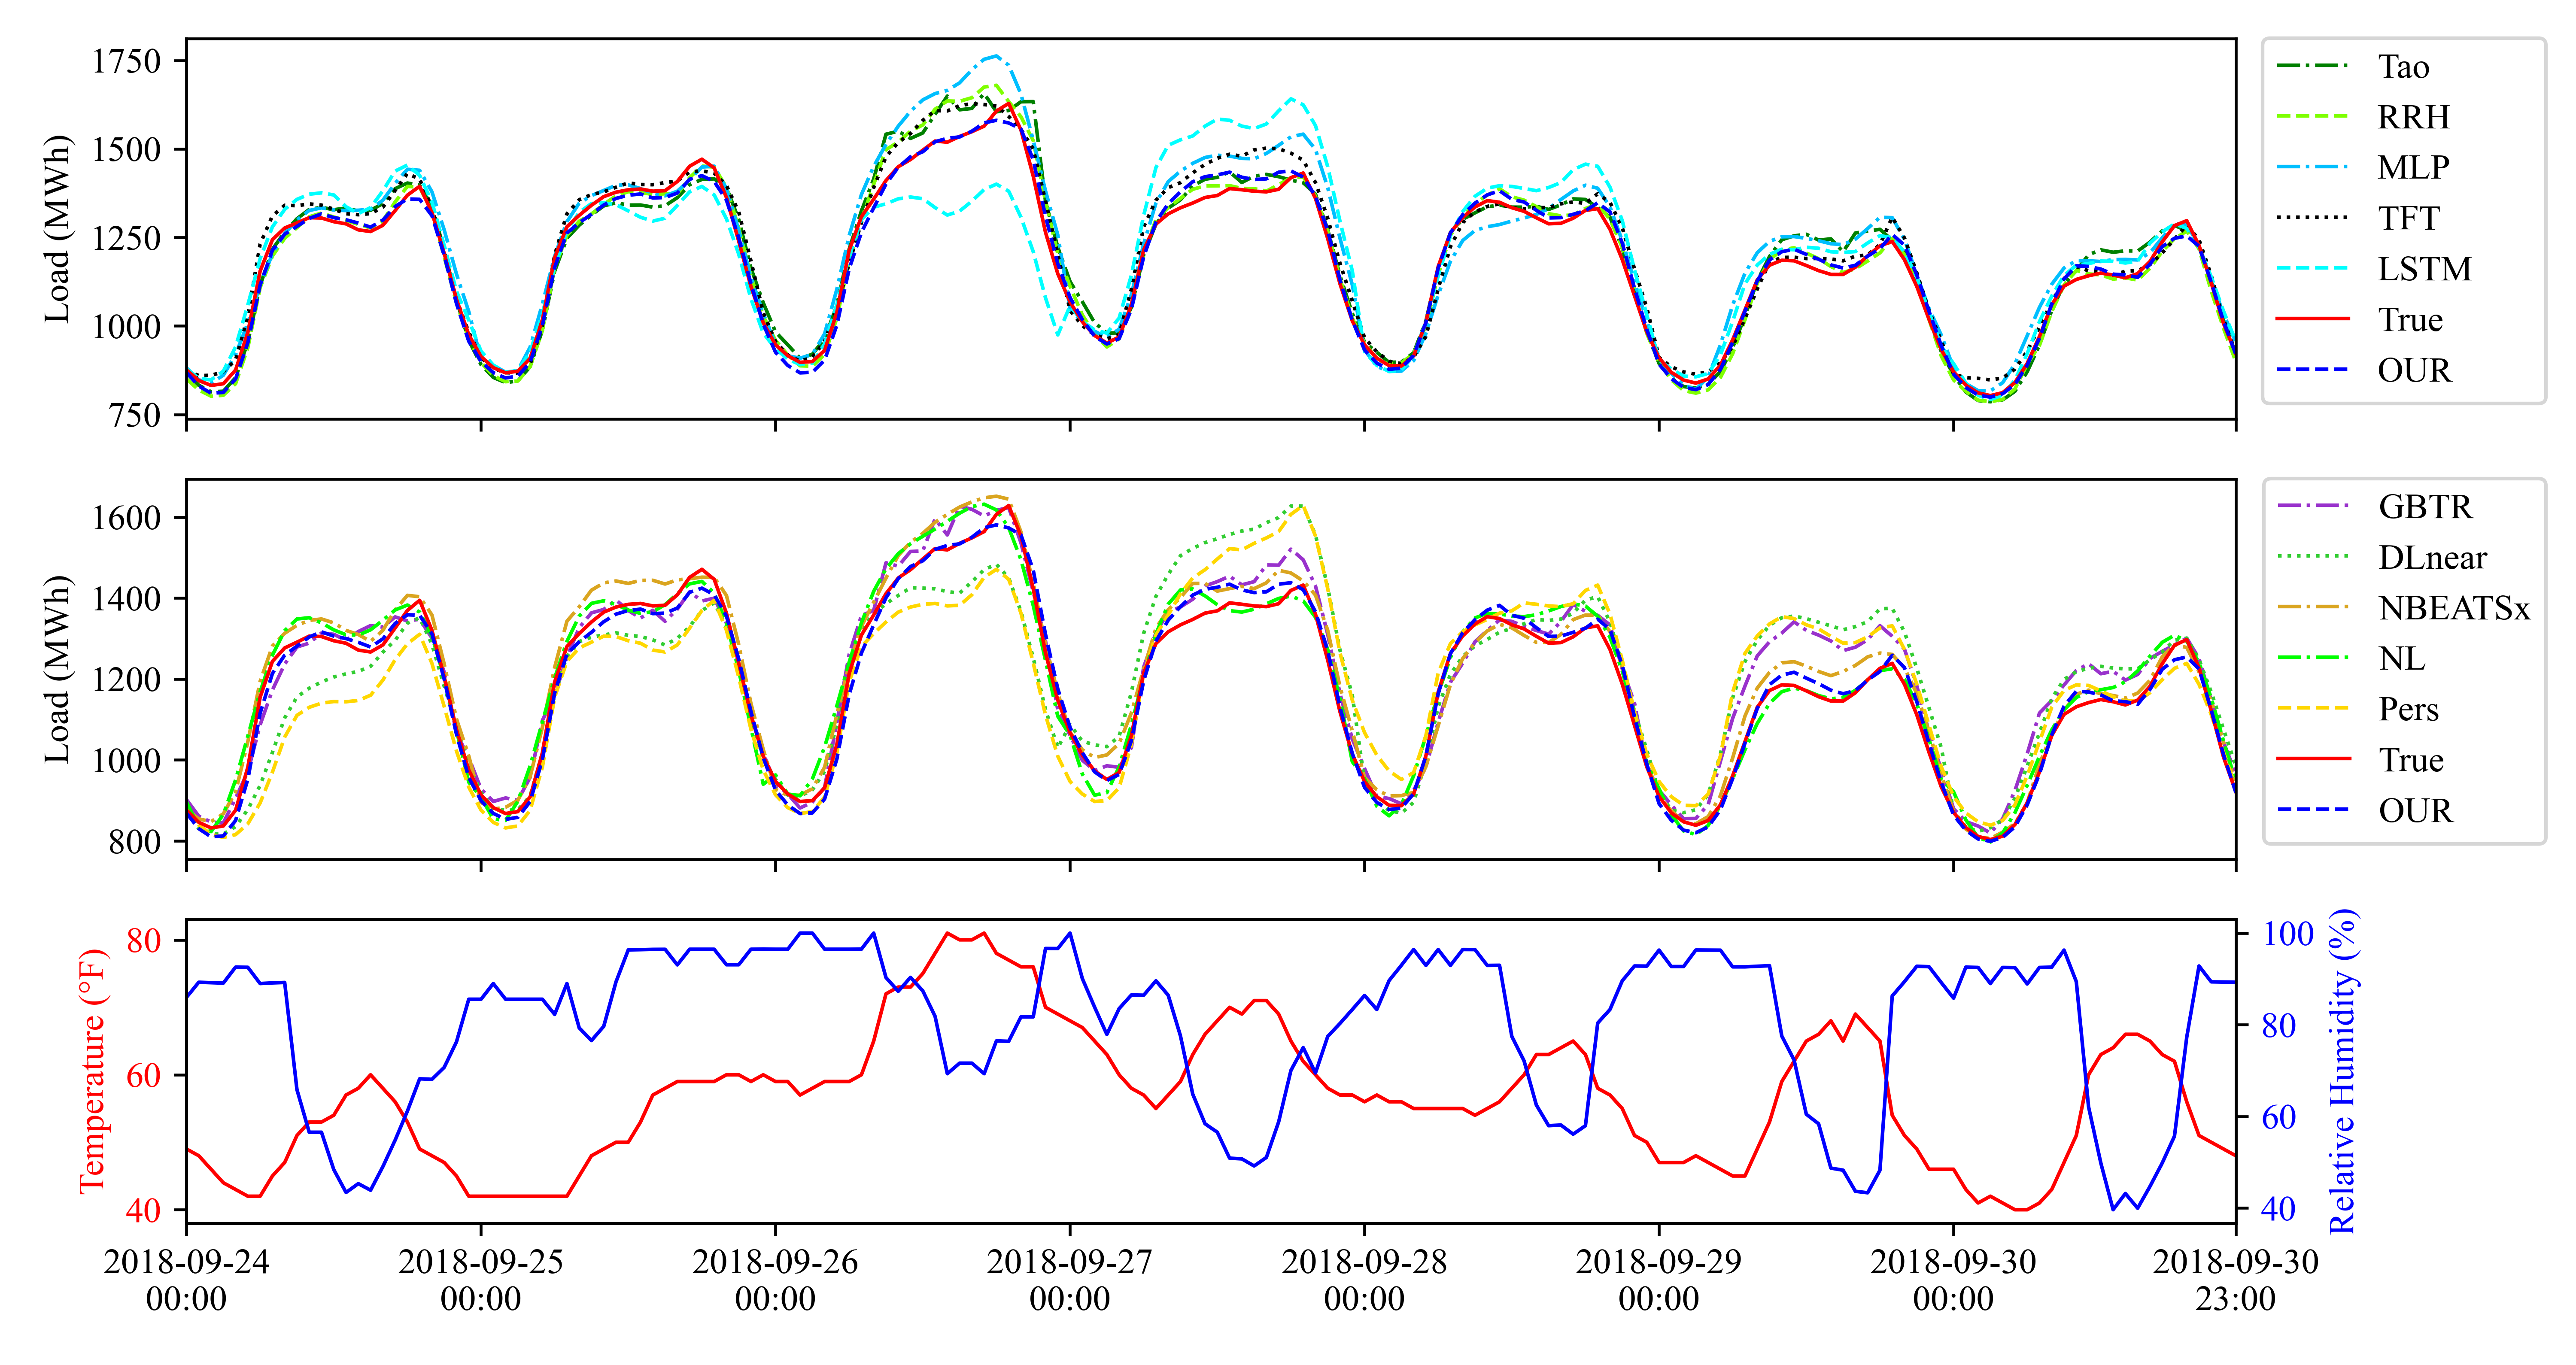 Load (MWh)
1750
1500
1250
1000
750
Tao
RRH
MLP
TFT
LSTM
True
OUR
Load (MWh)
1600
1400
1200
1000
800
GBTR
DLnear
NBEATSx
NL
Pers
True
OUR
Temperature (°F)
80
60
40
100
80
60
40
Relative Humidity (%)
2018-09-24
00:00
2018-09-25
00:00
2018-09-26
00:00
2018-09-27
00:00
2018-09-28
00:00
2018-09-29
00:00
2018-09-30
00:00
2018-09-30
23:00